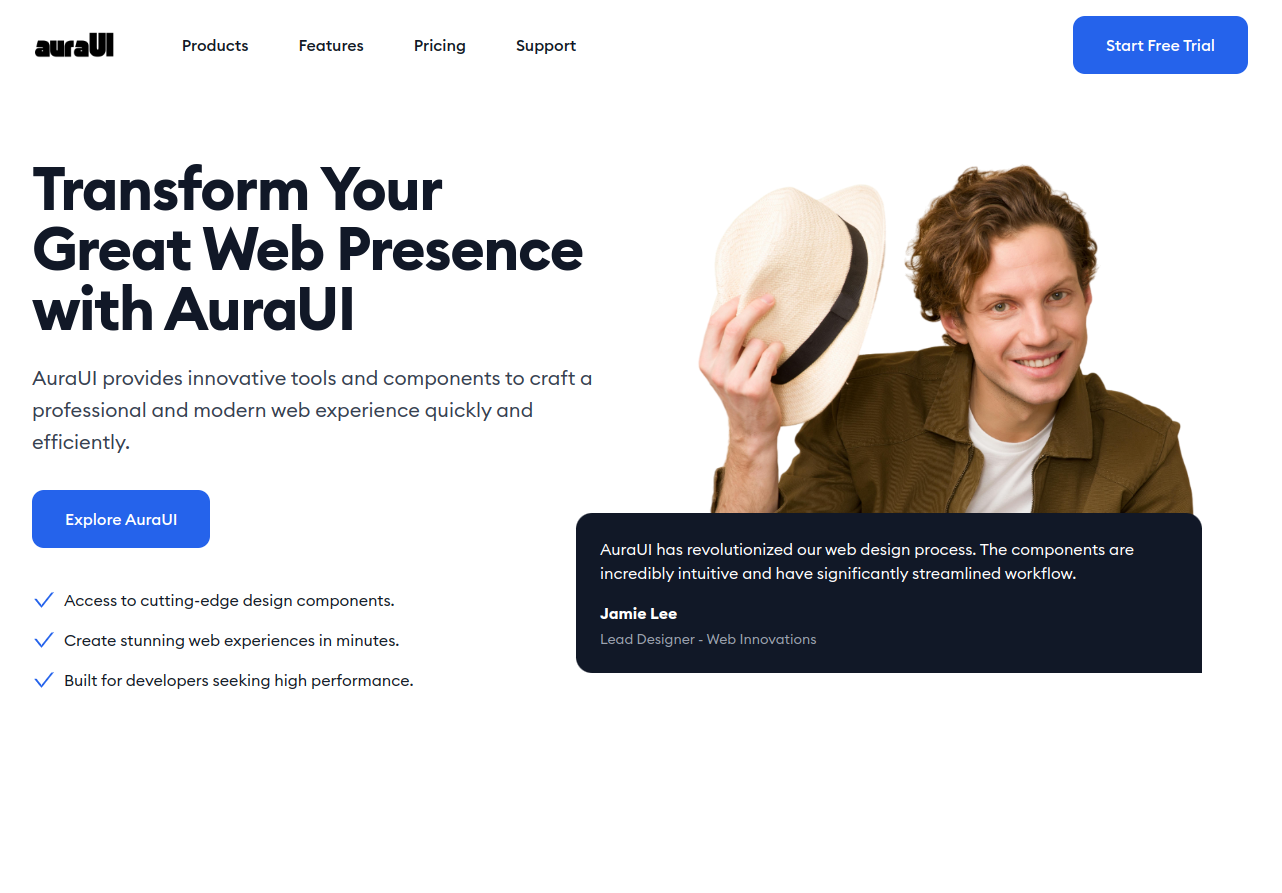 auraUI
Products
Features
Pricing
Support
Start Free Trial
Transform Your
Great Web Presence
with AuraUI
AuraUI provides innovative tools and components to craft a
professional and modern web experience quickly and
efficiently.
Explore AuraUI
Access to cutting-edge design components.
Create stunning web experiences in minutes.
Built for developers seeking high performance.
AuraUI has revolutionized our web design process. The components are
incredibly intuitive and have significantly streamlined workflow.
Jamie Lee
Lead Designer - Web Innovations